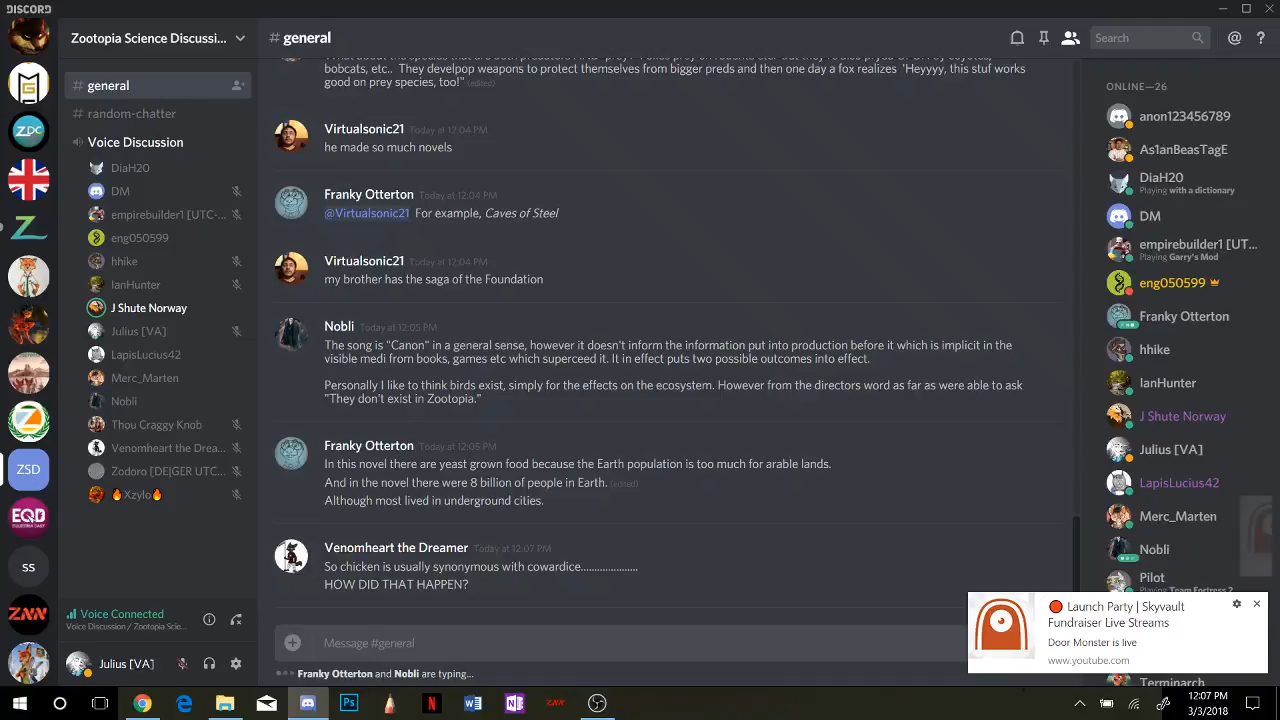 DISCORD
Zootopia Science Discussi...
# general
Search
# general
# random-chatter
Voice Discussion
DiaH20
DM
empirebuilder1 [UTC-...
eng050599
hhike
IanHunter
J Shute Norway
Julius [VA]
LapisLucius42
Merc_Marten
Nobli
Thou Craggy Knob
Venomheart the Drea...
Zodoro [DE|GER UTC...
🔥Xzylo🔥
Voice Connected
Voice Discussion / Zootopia Scie...
Julius [VA]
ZDC
ZSD
EQD
EQUESTRIA DAILY
ss
ZNN
bobcats, etc.. They develpop weapons to protect themselves from bigger preds and then one day a fox realizes 'Heyyyy, this stuf works
good on prey species, too!" (edited)
Virtualsonic21 Today at 12:04 PM
he made so much novels
Franky Otterton Today at 12:04 PM
@Virtualsonic21 For example, Caves of Steel
Virtualsonic21 Today at 12:04 PM
my brother has the saga of the Foundation
Nobli Today at 12:05 PM
The song is "Canon" in a general sense, however it doesn't inform the information put into production before it which is implicit in the
visible medi from books, games etc which superceed it. It in effect puts two possible outcomes into effect.
Personally I like to think birds exist, simply for the effects on the ecosystem. However from the directors word as far as were able to ask
"They don't exist in Zootopia."
Franky Otterton Today at 12:05 PM
In this novel there are yeast grown food because the Earth population is too much for arable lands.
And in the novel there were 8 billion of people in Earth. (edited)
Although most lived in underground cities.
Venomheart the Dreamer Today at 12:07 PM
So chicken is usually synonymous with cowardice....................
HOW DID THAT HAPPEN?
Message #general
Franky Otterton and Nobli are typing...
ONLINE—26
anon123456789
As1anBeasTagE
DiaH20
Playing with a dictionary
DM
empirebuilder1 [UT...
Playing Garry's Mod
eng050599
Franky Otterton
hhike
IanHunter
J Shute Norway
Julius [VA]
LapisLucius42
Merc_Marten
Nobli
Pilot
Playing Team Fortress 2
Terminarch
Launch Party | Skyvault
Fundraiser Live Streams
Door Monster is live
www.youtube.com
12:07 PM
3/3/2018